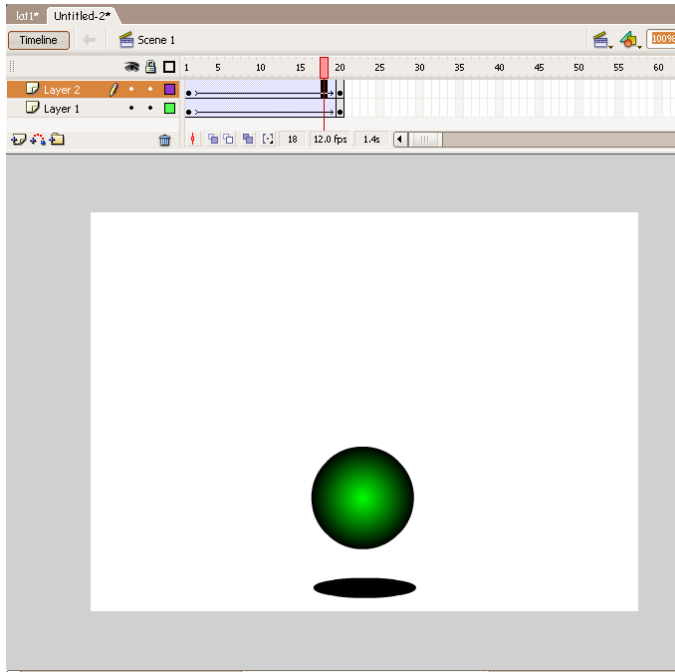 lat1* Untitled-2*
Timeline Scene 1 100%
1 5 10 15 20 25 30 35 40 45 50 55 60
Layer 2
Layer 1
18 12.0 fps 1.4s